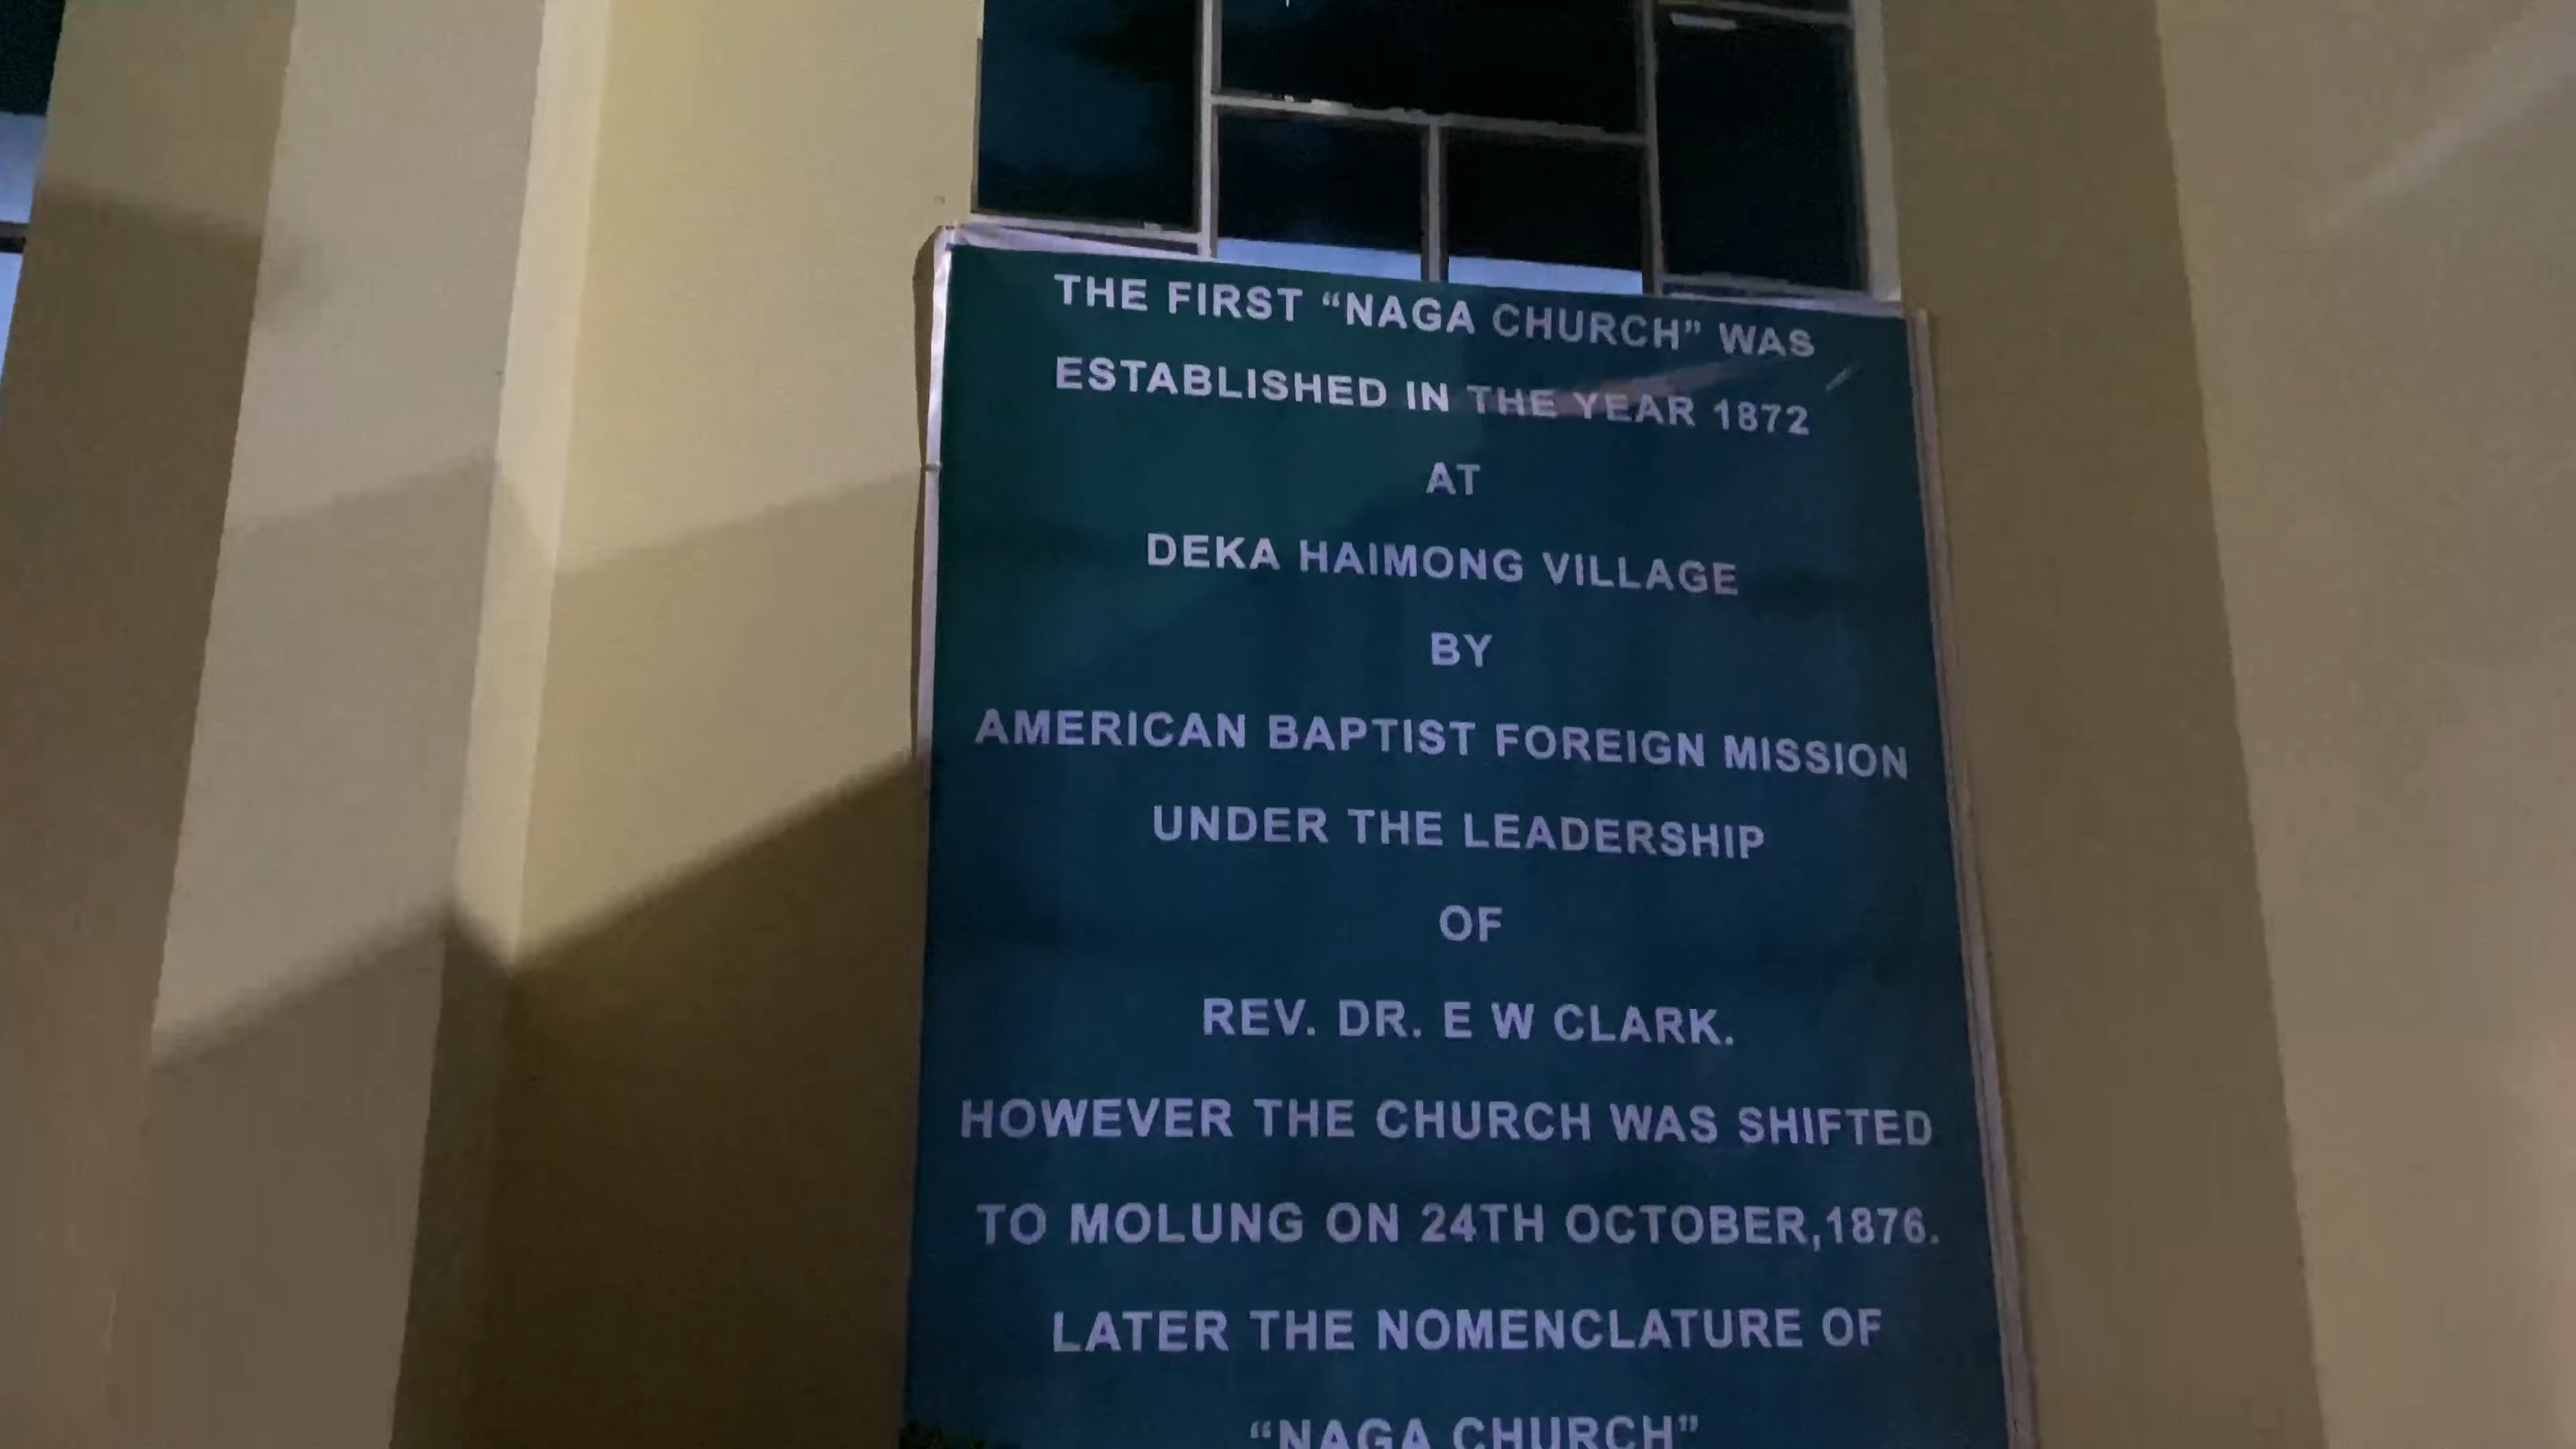 THE FIRST “NAGA CHURCH” WAS
ESTABLISHED IN THE YEAR 1872
AT
DEKA HAIMONG VILLAGE
BY
AMERICAN BAPTIST FOREIGN MISSION
UNDER THE LEADERSHIP
OF
REV. DR. E W CLARK.
HOWEVER THE CHURCH WAS SHIFTED
TO MOLUNG ON 24TH OCTOBER,1876.
LATER THE NOMENCLATURE OF
“NAGA CHURCH”